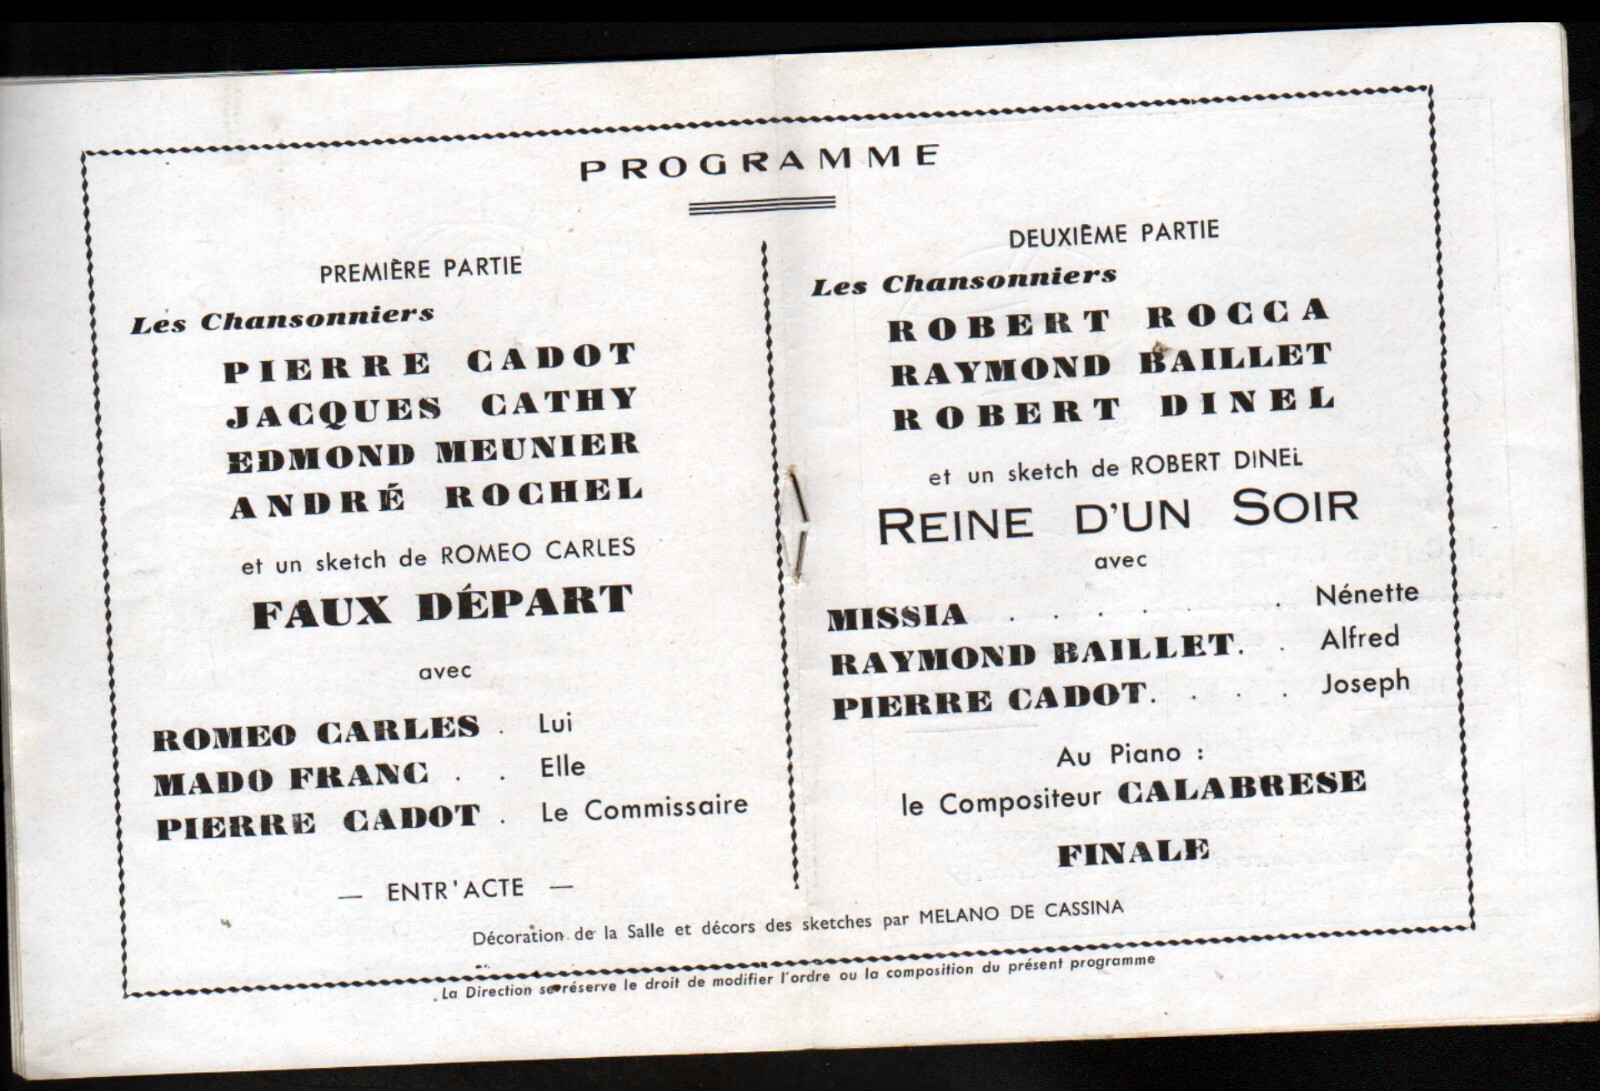 PROGRAMME
PREMIÈRE PARTIE
Les Chansonniers
PIERRE CADOT
JACQUES CATHY
EDMOND MEUNIER
ANDRÉ ROCHEL
et un sketch de ROMEO CARLES
FAUX DÉPART
avec
ROMEO CARLES . Lui
MADO FRANC . . Elle
PIERRE CADOT . Le Commissaire
— ENTR'ACTE —
DEUXIÈME PARTIE
Les Chansonniers
ROBERT ROCCA
RAYMOND BAILLET
ROBERT DINEL
et un sketch de ROBERT DINEL
REINE D'UN SOIR
avec
MISSIA . . . . . . . Nénette
RAYMOND BAILLET. . Alfred
PIERRE CADOT. . . . Joseph
Au Piano :
le Compositeur CALABRESE
FINALE
Décoration de la Salle et décors des sketches par MELANO DE CASSINA
La Direction se réserve le droit de modifier l'ordre ou la composition du présent programme